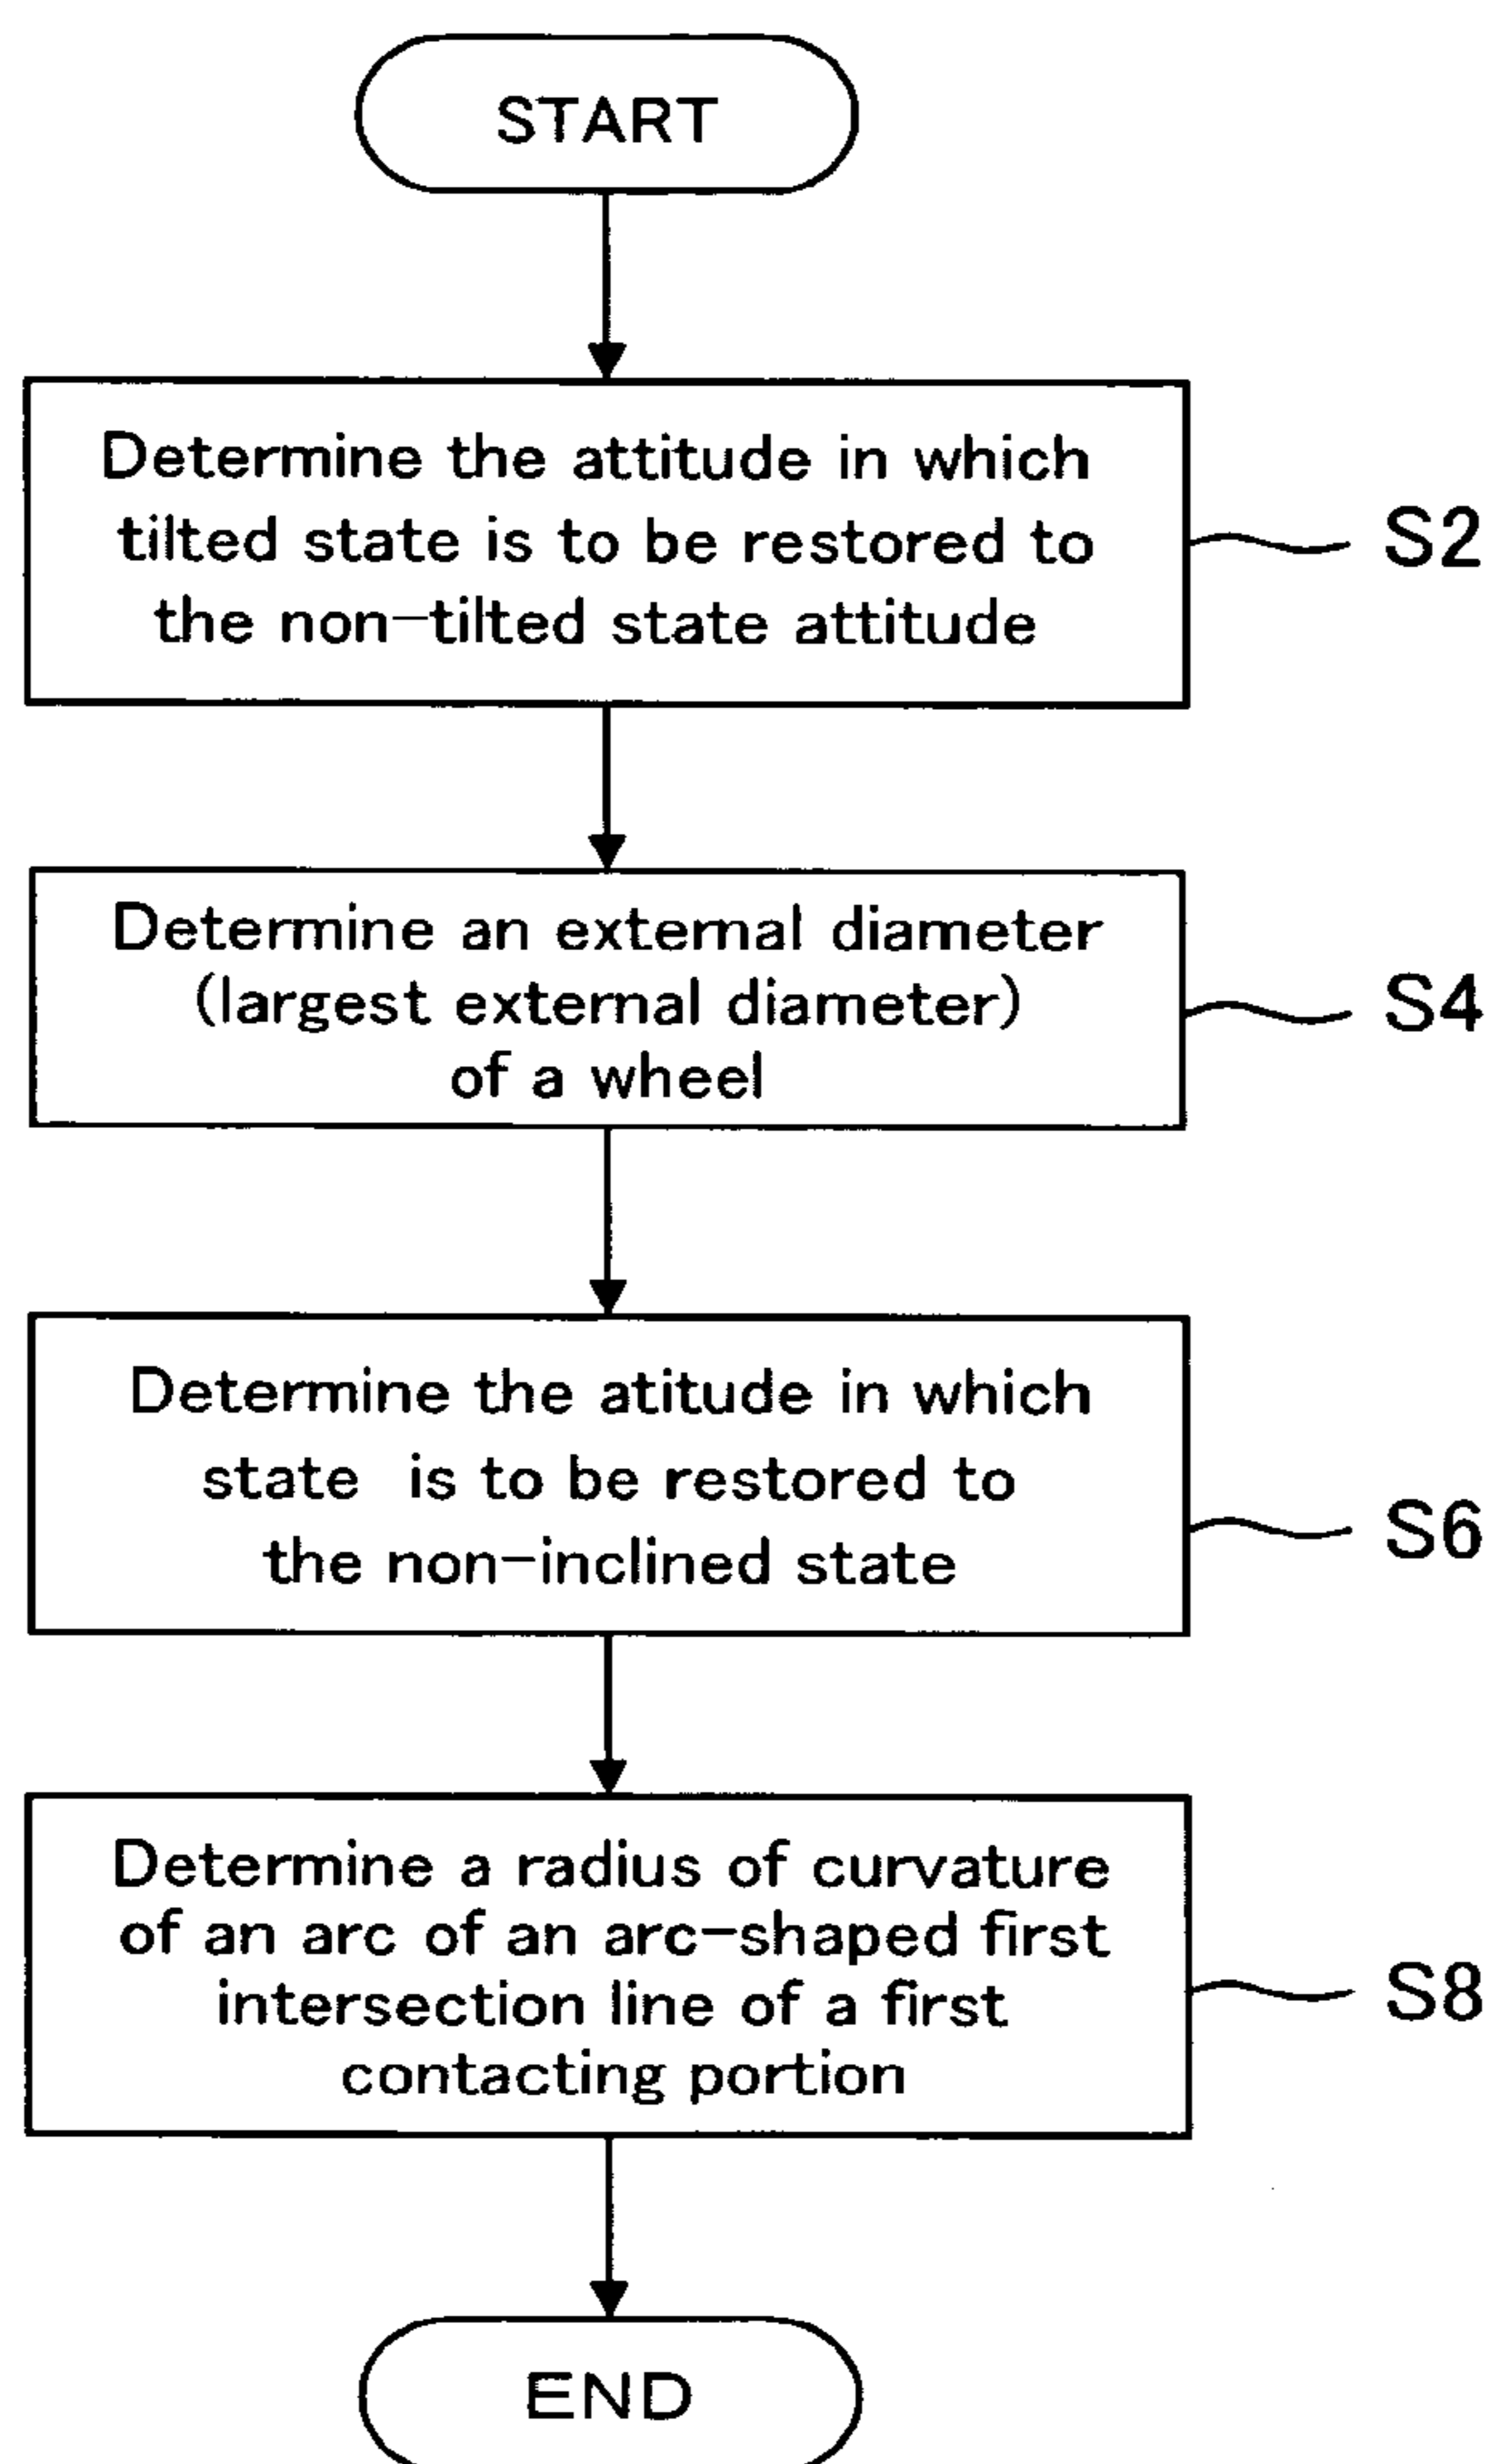 START
Determine the attitude in which
tilted state is to be restored to
the non-tilted state attitude
S2
Determine an external diameter
(largest external diameter)
of a wheel
S4
Determine the atitude in which
state is to be restored to
the non-inclined state
S6
Determine a radius of curvature
of an arc of an arc-shaped first
intersection line of a first
contacting portion
S8
END